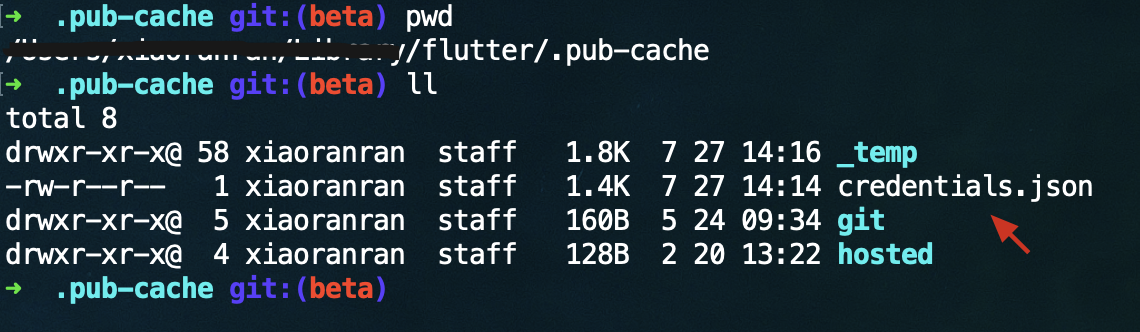 ➜ .pub-cache git:(beta) pwd
/flutter/.pub-cache
➜ .pub-cache git:(beta) ll
total 8
drwxr-xr-x@ 58 xiaoranran staff 1.8K 7 27 14:16 _temp
-rw-r--r-- 1 xiaoranran staff 1.4K 7 27 14:14 credentials.json
drwxr-xr-x@ 5 xiaoranran staff 160B 5 24 09:34 git
drwxr-xr-x@ 4 xiaoranran staff 128B 2 20 13:22 hosted
➜ .pub-cache git:(beta)